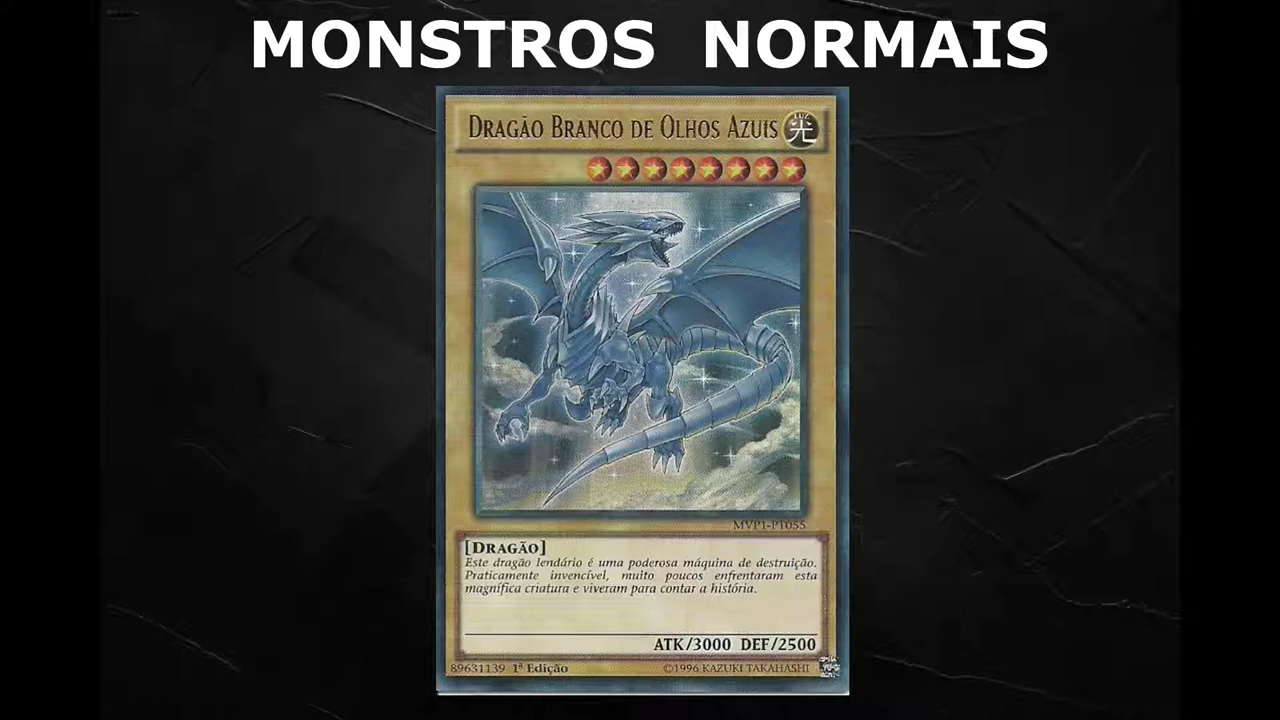 MONSTROS NORMAIS
DRAGÃO BRANCO DE OLHOS AZUIS
LUZ
光
MVP1-PT055
[DRAGÃO]
Este dragão lendário é uma poderosa máquina de destruição.
Praticamente invencível, muito poucos enfrentaram esta
magnífica criatura e viveram para contar a história.
ATK/3000 DEF/2500
89631139 1ª Edição
©1996 KAZUKI TAKAHASHI